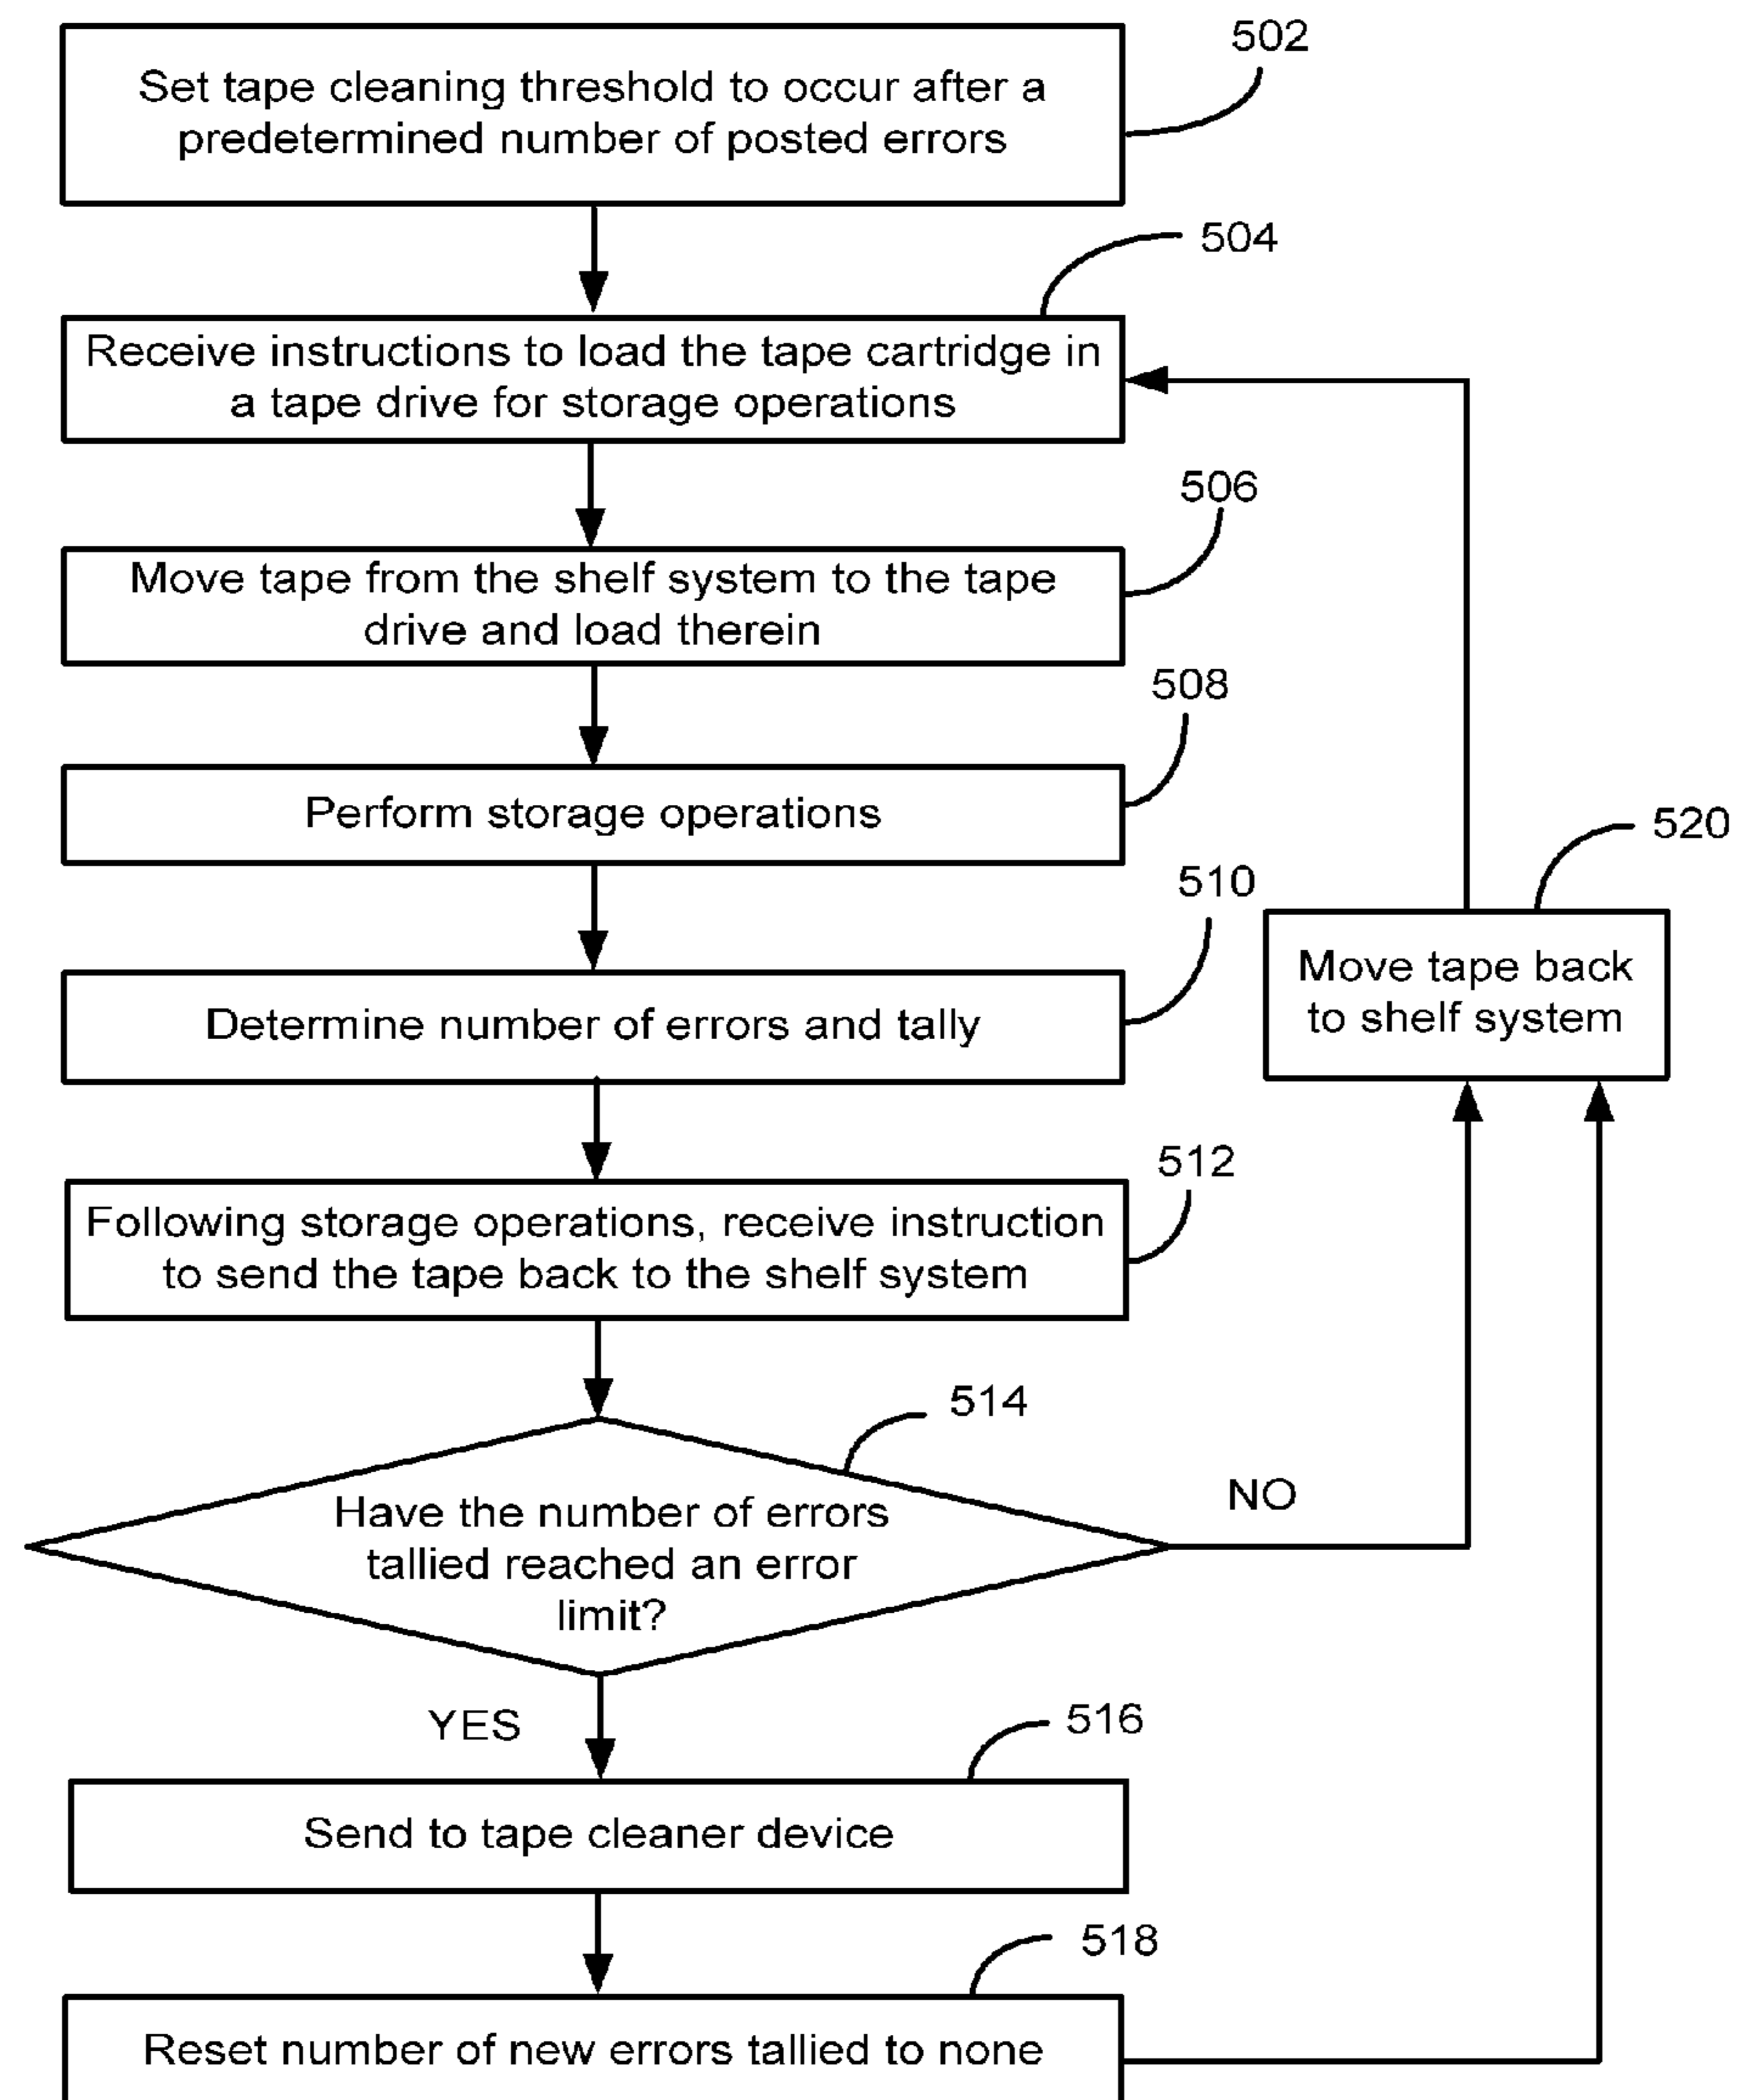 502
Set tape cleaning threshold to occur after a
predetermined number of posted errors
504
Receive instructions to load the tape cartridge in
a tape drive for storage operations
506
Move tape from the shelf system to the tape
drive and load therein
508
Perform storage operations
520
510
Move tape back
to shelf system
Determine number of errors and tally
512
Following storage operations, receive instruction
to send the tape back to the shelf system
514
NO
Have the number of errors
tallied reached an error
limit?
YES
516
Send to tape cleaner device
518
Reset number of new errors tallied to none